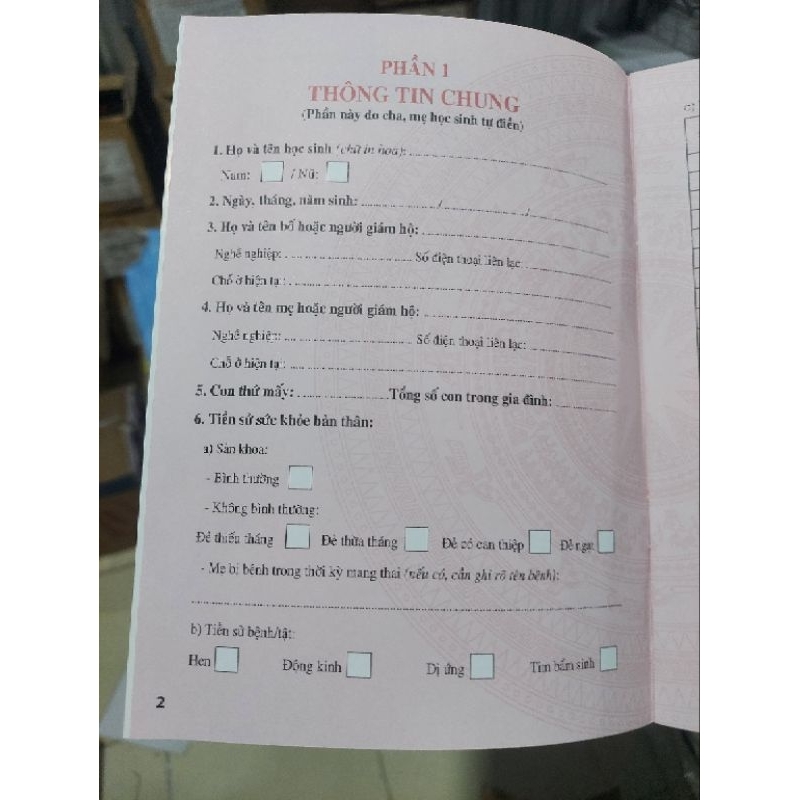 PHẦN 1
THÔNG TIN CHUNG
(Phần này do cha, mẹ học sinh tự điền)
1. Họ và tên học sinh (chữ in hoa): ............
Nam: / Nữ:
2. Ngày, tháng, năm sinh: ............/............/............
3. Họ và tên bố hoặc người giám hộ: ............
Nghề nghiệp: ............ Số điện thoại liên lạc: ............
Chỗ ở hiện tại: ............
4. Họ và tên mẹ hoặc người giám hộ: ............
Nghề nghiệp: ............ Số điện thoại liên lạc: ............
Chỗ ở hiện tại: ............
5. Con thứ mấy: ............ Tổng số con trong gia đình: ............
6. Tiền sử sức khỏe bản thân:
a) Sản khoa:
- Bình thường
- Không bình thường:
Đẻ thiếu tháng Đẻ thừa tháng Đẻ có can thiệp Đẻ ngạt
- Mẹ bị bệnh trong thời kỳ mang thai (nếu có, cần ghi rõ tên bệnh):
............
b) Tiền sử bệnh/tật:
Hen Động kinh Dị ứng Tim bẩm sinh
2